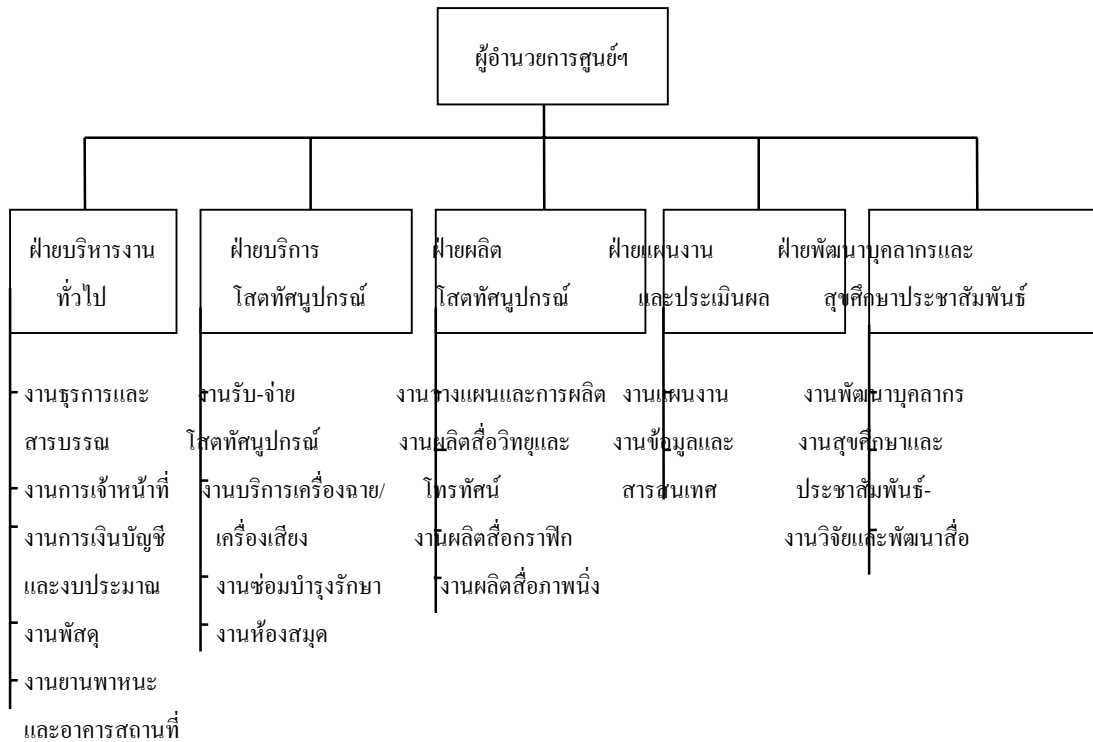 ผู้อำนวยการศูนย์ฯ
ฝ่ายบริหารงาน
ทั่วไป
งานธุรการและ
สารบรรณ
งานการเจ้าหน้าที่
งานการเงินบัญชี
และงบประมาณ
งานพัสดุ
งานยานพาหนะ
และอาคารสถานที่
ฝ่ายบริการ
โสตทัศนูปกรณ์
งานรับ-จ่าย
โสตทัศนูปกรณ์
งานบริการเครื่องฉาย/
เครื่องเสียง
งานซ่อมบำรุงรักษา
งานห้องสมุด
ฝ่ายผลิต
โสตทัศนูปกรณ์
งานวางแผนและการผลิต
งานผลิตสื่อวิทยุและ
โทรทัศน์
งานผลิตสื่อกราฟิก
งานผลิตสื่อภาพนิ่ง
ฝ่ายแผนงาน
และประเมินผล
งานแผนงาน
งานข้อมูลและ
สารสนเทศ
ฝ่ายพัฒนาบุคลากรและ
สุขศึกษาประชาสัมพันธ์
งานพัฒนาบุคลากร
งานสุขศึกษาและ
ประชาสัมพันธ์-
งานวิจัยและพัฒนาสื่อ